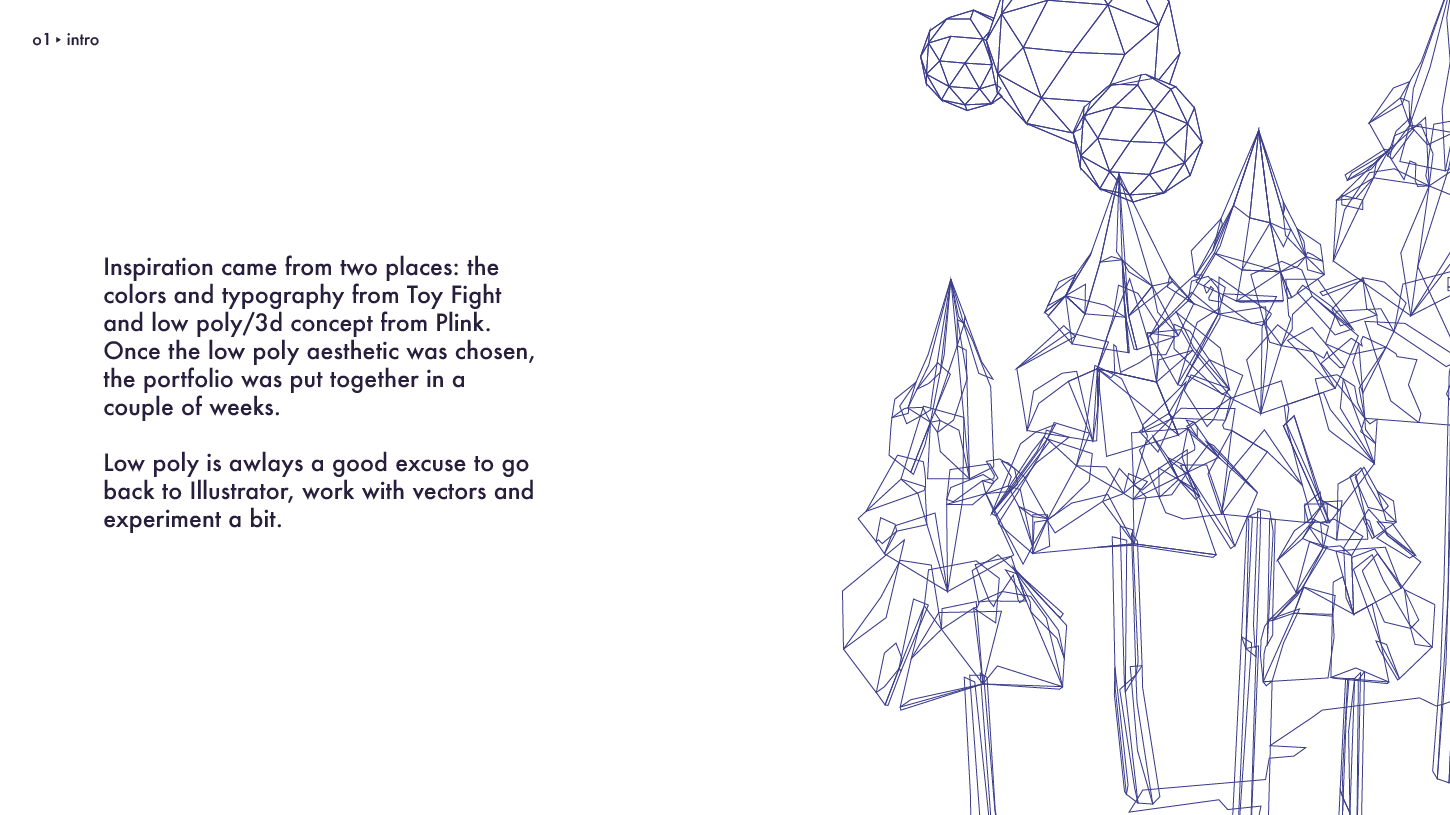 o1 ▸ intro
Inspiration came from two places: the
colors and typography from Toy Fight
and low poly/3d concept from Plink.
Once the low poly aesthetic was chosen,
the portfolio was put together in a
couple of weeks.
Low poly is awlays a good excuse to go
back to Illustrator, work with vectors and
experiment a bit.